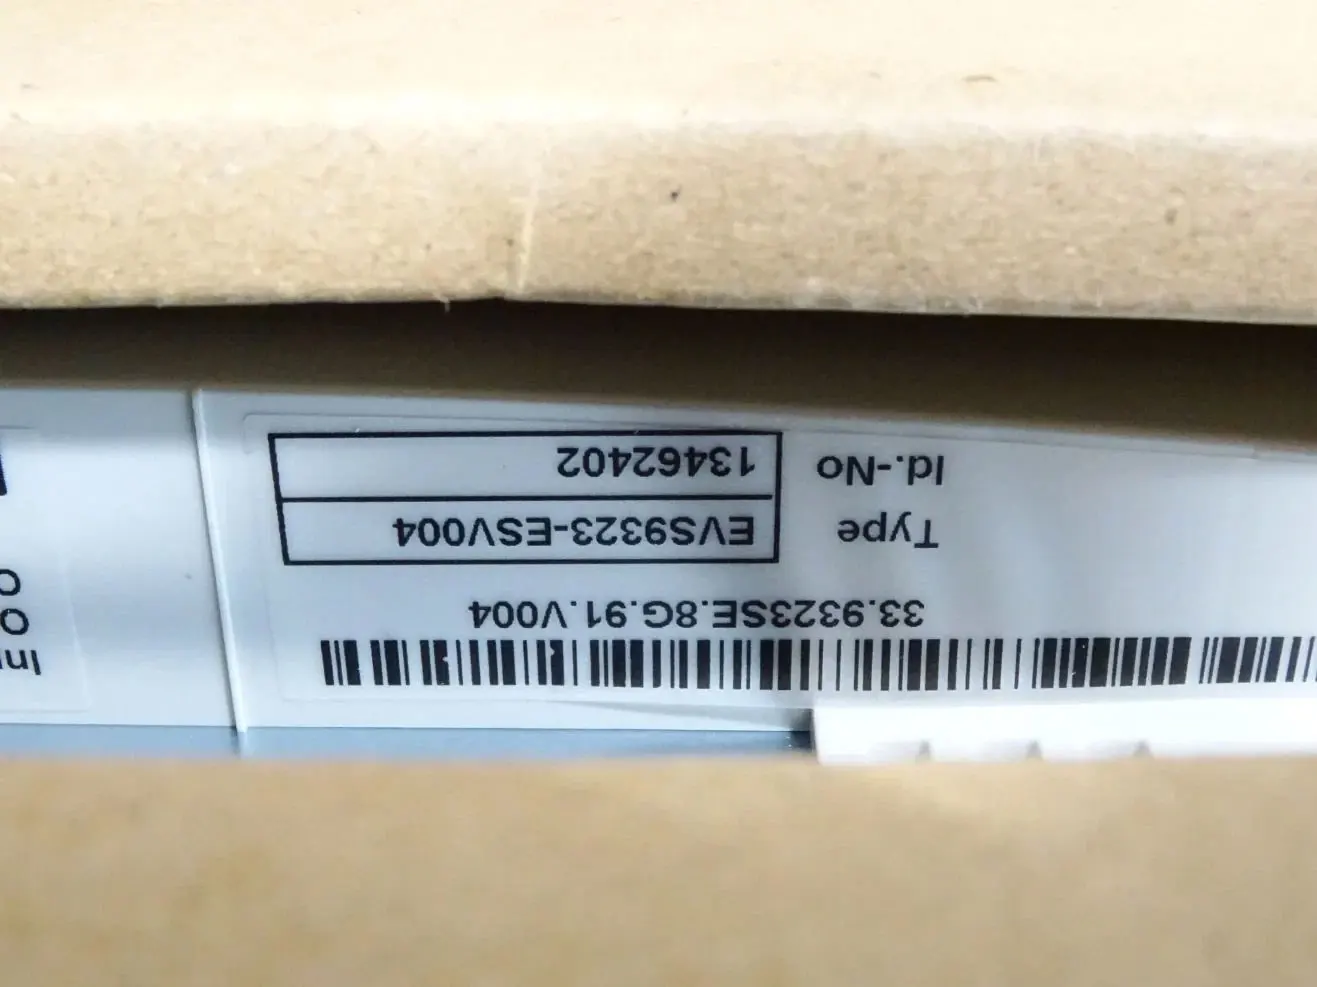 33.9323SE.8G.91.V004
Type EVS9323-ESV004
Id.-No 13462402